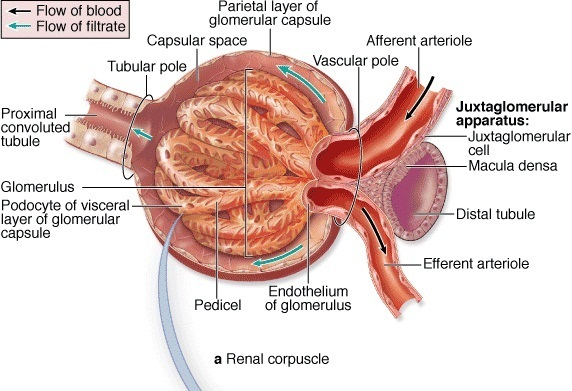 Flow of blood
Flow of filtrate
Parietal layer of
glomerular capsule
Capsular space
Afferent arteriole
Tubular pole
Vascular pole
Juxtaglomerular
apparatus:
Juxtaglomerular
cell
Macula densa
Proximal
convoluted
tubule
Glomerulus
Podocyte of visceral
layer of glomerular
capsule
Distal tubule
Efferent arteriole
Pedicel
Endothelium
of glomerulus
a Renal corpuscle